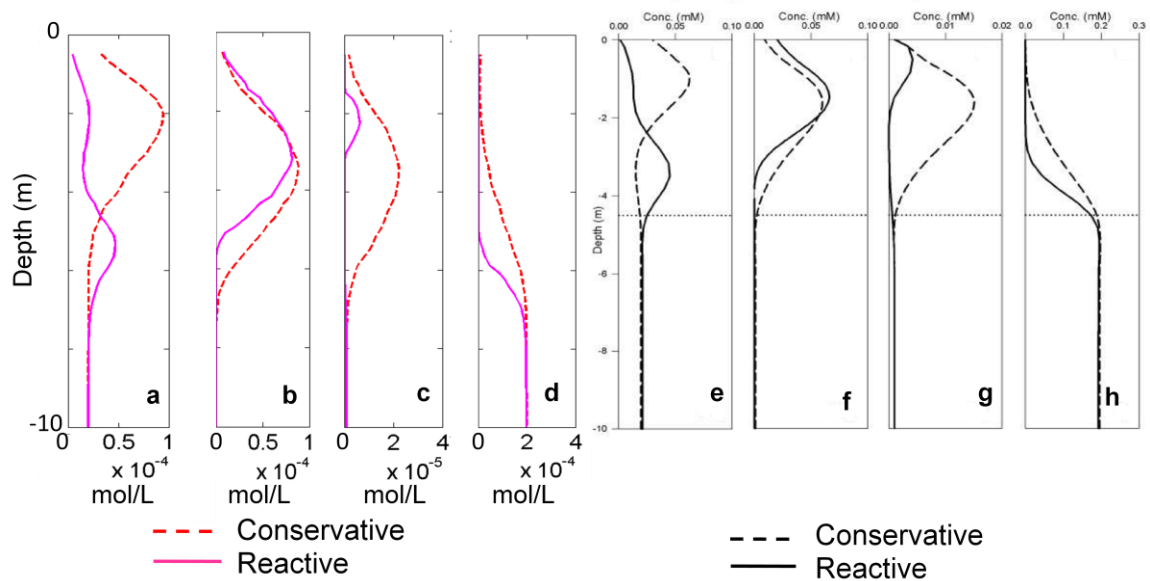 0
Depth (m)
-10
a
b
c
d
0 0.5 1
0 0.5 1
0 2 4
0 2 4
x 10⁻⁴
x 10⁻⁴
x 10⁻⁵
x 10⁻⁴
mol/L
mol/L
mol/L
mol/L
Conservative
Reactive
Conc. (mM)
Conc. (mM)
Conc. (mM)
Conc. (mM)
0.00 0.05 0.10
0.00 0.05 0.10
0.00 0.01 0.02
0.0 0.1 0.2 0.3
0
-2
-4
-6
-8
-10
Depth (m)
e
f
g
h
Conservative
Reactive